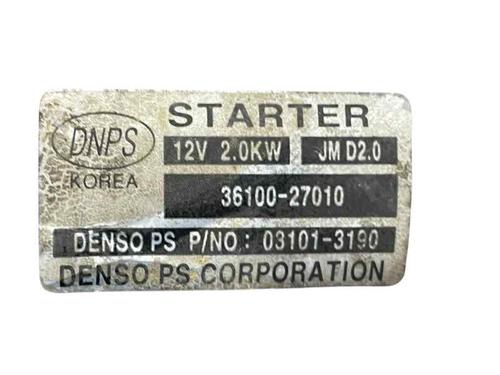 STARTER
DNPS
KOREA
12V 2.0KW JM D2.0
36100-27010
DENSO PS P/NO.: 03101-3190
DENSO PS CORPORATION